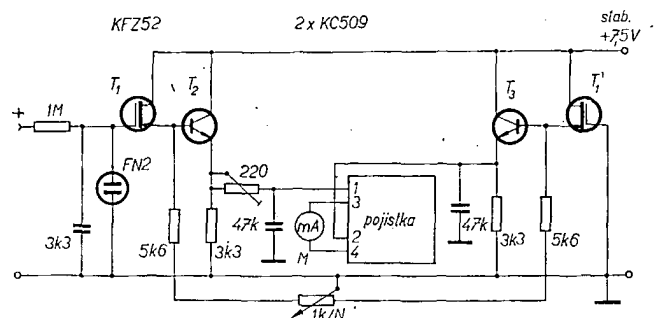 KFZ52
2 x KC509
stab.
+7,5V
T1
T2
T3
T1'
1M
+
FN2
220
1
3
2
4
pojistka
mA
M
47k
47k
3k3
5k6
3k3
3k3
5k6
1k/N